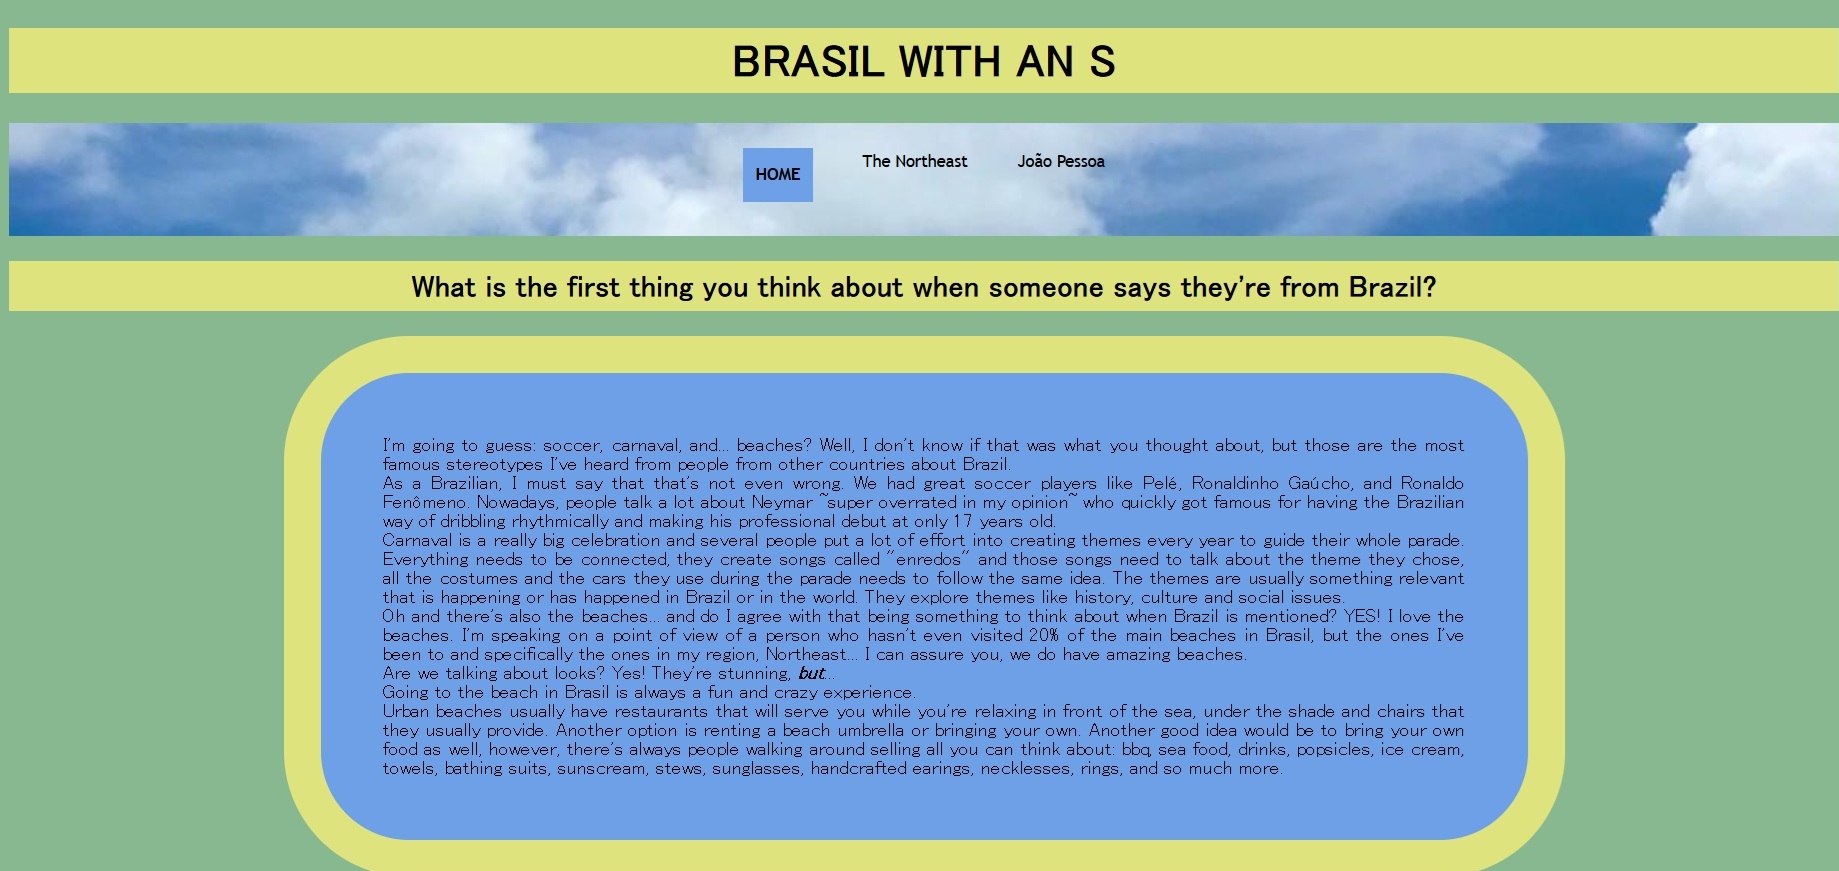 BRASIL WITH AN S
HOME
The Northeast
João Pessoa
What is the first thing you think about when someone says they're from Brazil?
I'm going to guess: soccer, carnaval, and... beaches? Well, I don't know if that was what you thought about, but those are the most
famous stereotypes I've heard from people from other countries about Brazil.
As a Brazilian, I must say that that's not even wrong. We had great soccer players like Pelé, Ronaldinho Gaúcho, and Ronaldo
Fenômeno. Nowadays, people talk a lot about Neymar ~super overrated in my opinion~ who quickly got famous for having the Brazilian
way of dribbling rhythmically and making his professional debut at only 17 years old.
Carnaval is a really big celebration and several people put a lot of effort into creating themes every year to guide their whole parade.
Everything needs to be connected, they create songs called "enredos" and those songs need to talk about the theme they chose,
all the costumes and the cars they use during the parade needs to follow the same idea. The themes are usually something relevant
that is happening or has happened in Brazil or in the world. They explore themes like history, culture and social issues.
Oh and there's also the beaches... and do I agree with that being something to think about when Brazil is mentioned? YES! I love the
beaches. I'm speaking on a point of view of a person who hasn't even visited 20% of the main beaches in Brasil, but the ones I've
been to and specifically the ones in my region, Northeast... I can assure you, we do have amazing beaches.
Are we talking about looks? Yes! They're stunning, but...
Going to the beach in Brasil is always a fun and crazy experience.
Urban beaches usually have restaurants that will serve you while you're relaxing in front of the sea, under the shade and chairs that
they usually provide. Another option is renting a beach umbrella or bringing your own. Another good idea would be to bring your own
food as well, however, there's always people walking around selling all you can think about: bbq, sea food, drinks, popsicles, ice cream,
towels, bathing suits, sunscream, stews, sunglasses, handcrafted earings, necklesses, rings, and so much more.